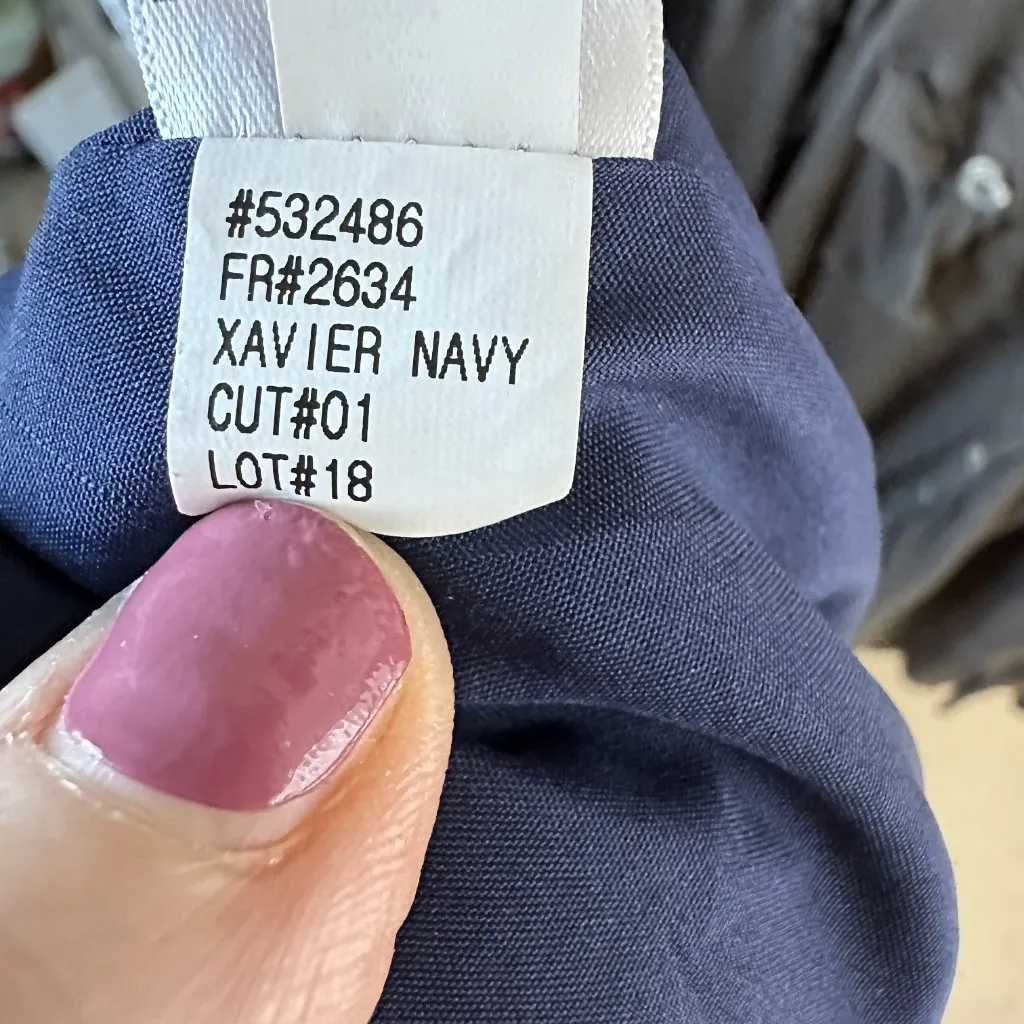 #532486
FR#2634
XAVIER NAVY
CUT#01
LOT#18